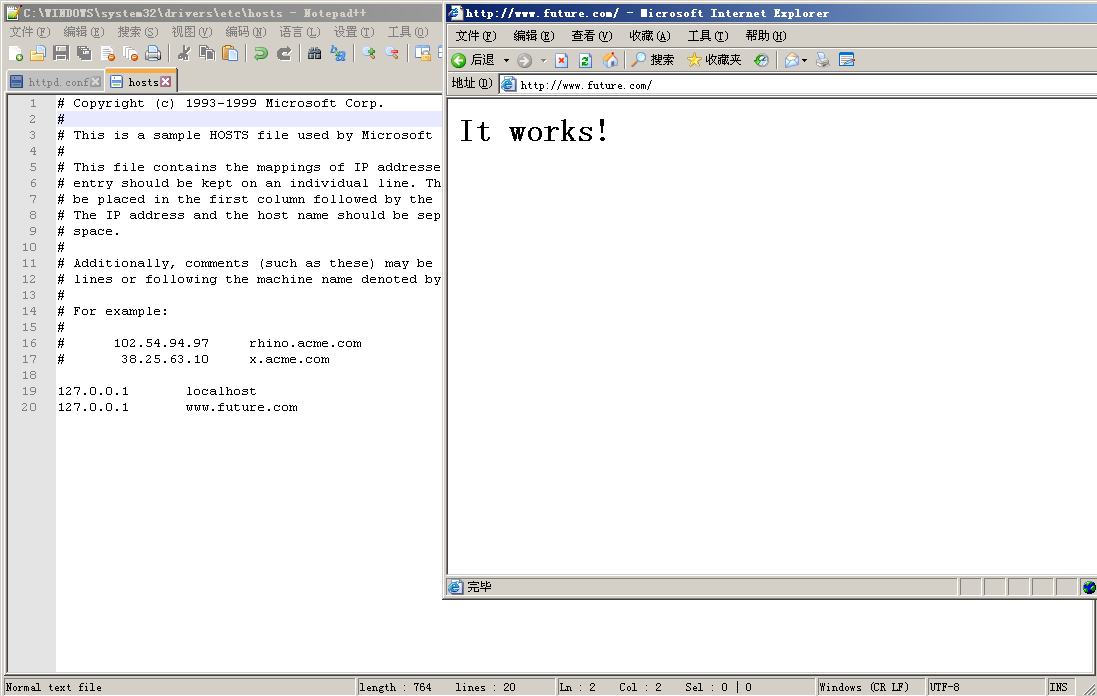 C:\WINDOWS\system32\drivers\etc\hosts - Notepad++
文件(F) 编辑(E) 搜索(S) 视图(V) 编码(N) 语言(L) 设置(T) 工具(O)
httpd.conf hosts
1 # Copyright (c) 1993-1999 Microsoft Corp.
2 #
3 # This is a sample HOSTS file used by Microsoft
4 #
5 # This file contains the mappings of IP addresse
6 # entry should be kept on an individual line. Th
7 # be placed in the first column followed by the
8 # The IP address and the host name should be sep
9 # space.
10 #
11 # Additionally, comments (such as these) may be
12 # lines or following the machine name denoted by
13 #
14 # For example:
15 #
16 # 102.54.94.97 rhino.acme.com
17 # 38.25.63.10 x.acme.com
18
19 127.0.0.1 localhost
20 127.0.0.1 www.future.com
http://www.future.com/ - Microsoft Internet Explorer
文件(F) 编辑(E) 查看(V) 收藏(A) 工具(T) 帮助(H)
后退 搜索 收藏夹
地址(D) http://www.future.com/
It works!
完毕
Normal text file length : 764 lines : 20 Ln : 2 Col : 2 Sel : 0 | 0 Windows (CR LF) UTF-8 INS